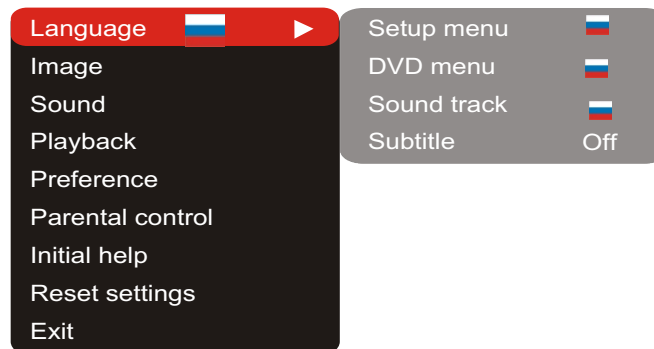 Language
Image
Sound
Playback
Preference
Parental control
Initial help
Reset settings
Exit
Setup menu
DVD menu
Sound track
Subtitle Off